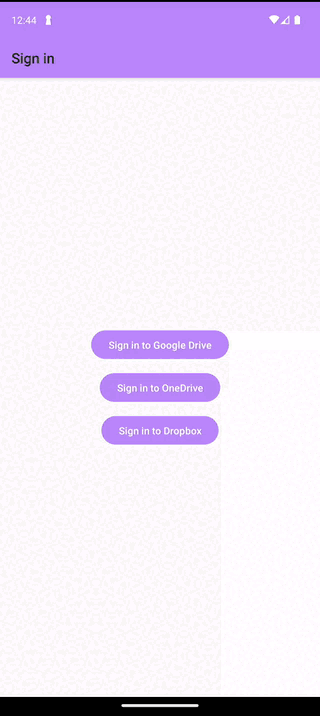 12:44
Sign in
Sign in to Google Drive
Sign in to OneDrive
Sign in to Dropbox